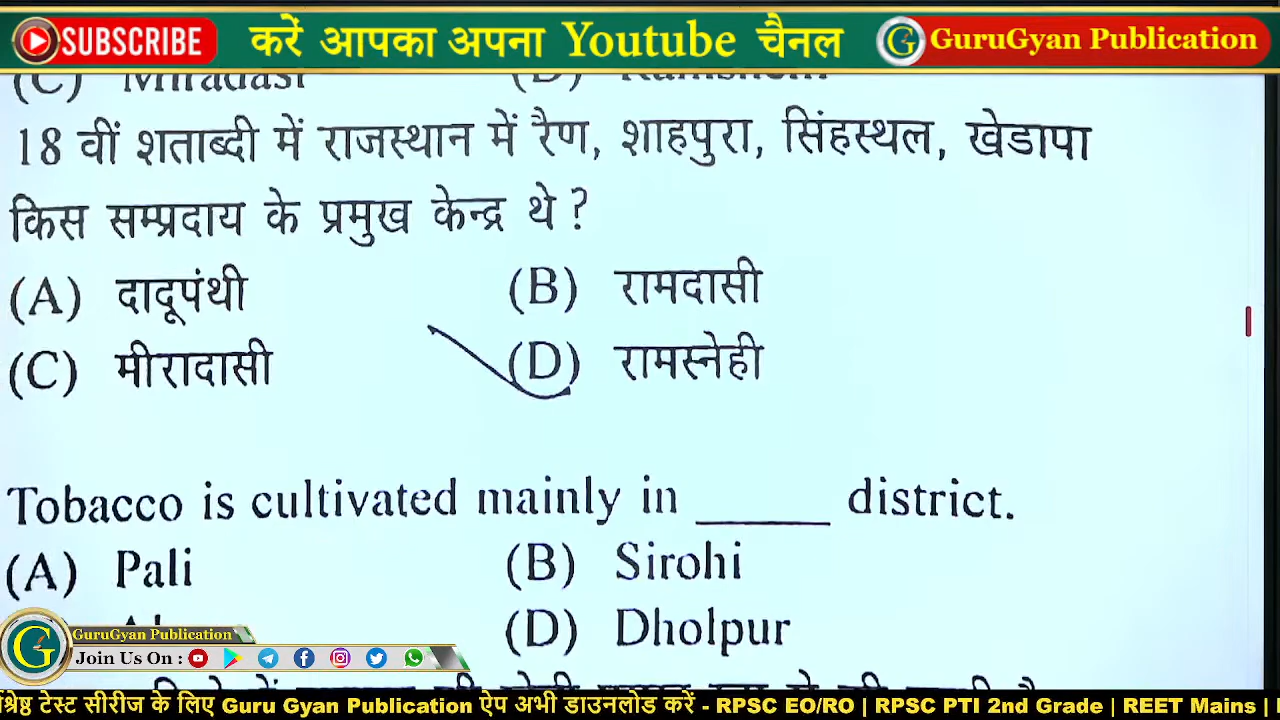 SUBSCRIBE करें आपका अपना Youtube चैनल GuruGyan Publication
18 वीं शताब्दी में राजस्थान में रैण, शाहपुरा, सिंहस्थल, खेडापा
किस सम्प्रदाय के प्रमुख केन्द्र थे ?
(A) दादूपंथी (B) रामदासी
(C) मीरादासी (D) रामस्नेही
Tobacco is cultivated mainly in ______ district.
(A) Pali (B) Sirohi
(D) Dholpur
GuruGyan Publication
Join Us On :
टेस्ट सीरीज के लिए Guru Gyan Publication ऐप अभी डाउनलोड करें - RPSC EO/RO | RPSC PTI 2nd Grade | REET Mains |